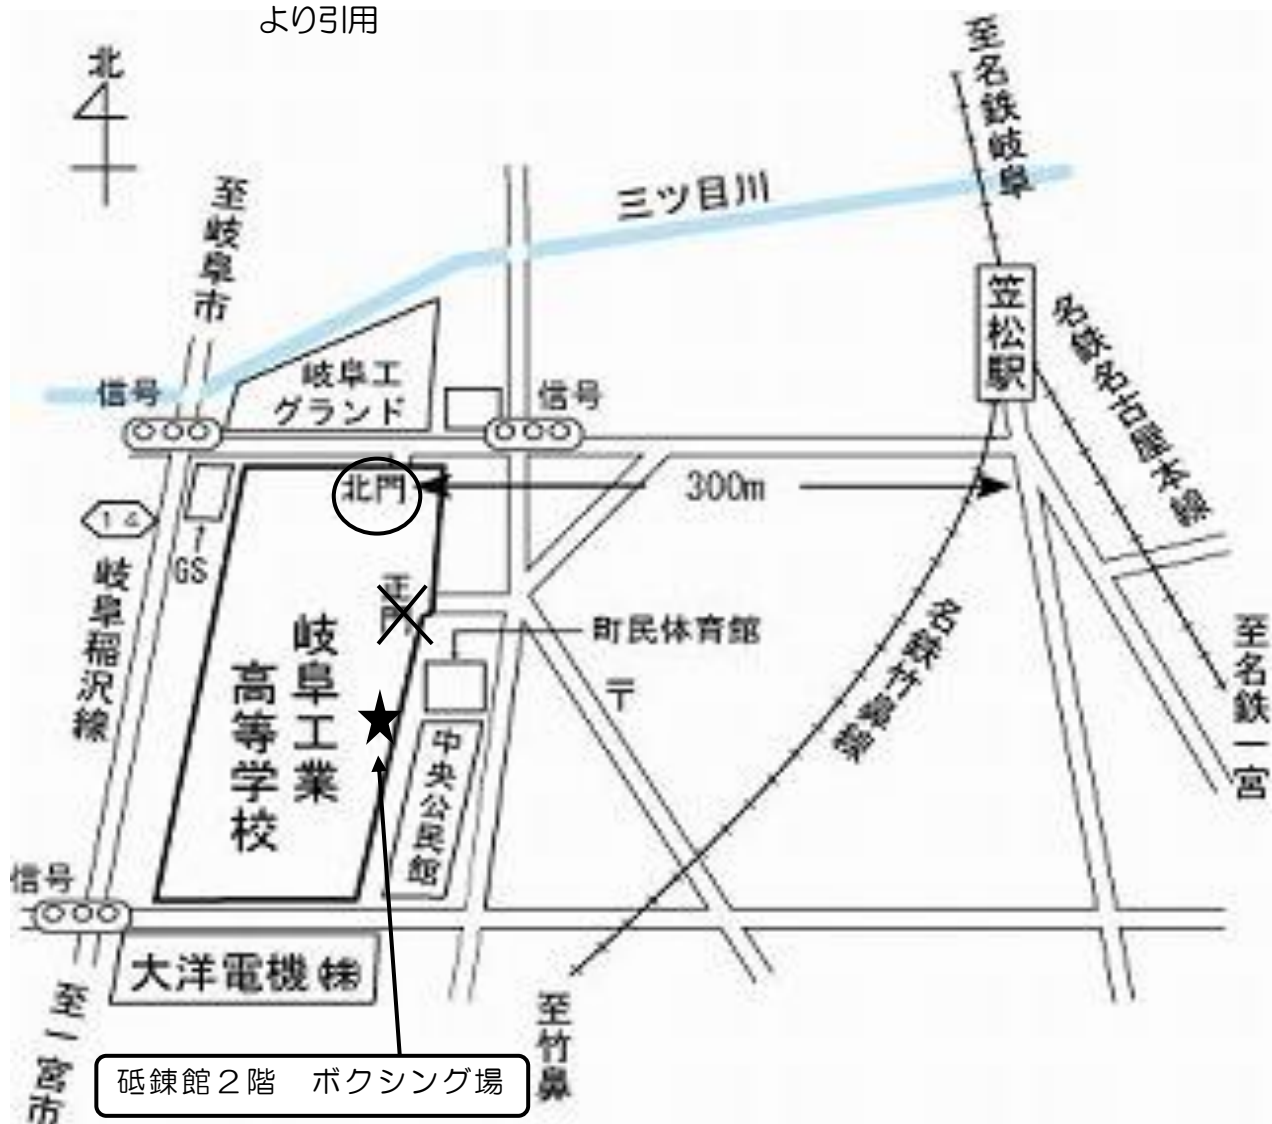 より引用
北
至名鉄岐阜
至岐阜市
三ツ目川
笠松駅
名鉄名古屋本線
岐阜工
グランド
信号
信号
北門
300m
14
GS
正門
岐阜稲沢線
岐阜工業
高等学校
町民体育館
〒
名鉄竹鼻線
至名鉄一宮
中央公民館
信号
大洋電機㈱
至一宮市
至竹鼻
砥錬館2階 ボクシング場